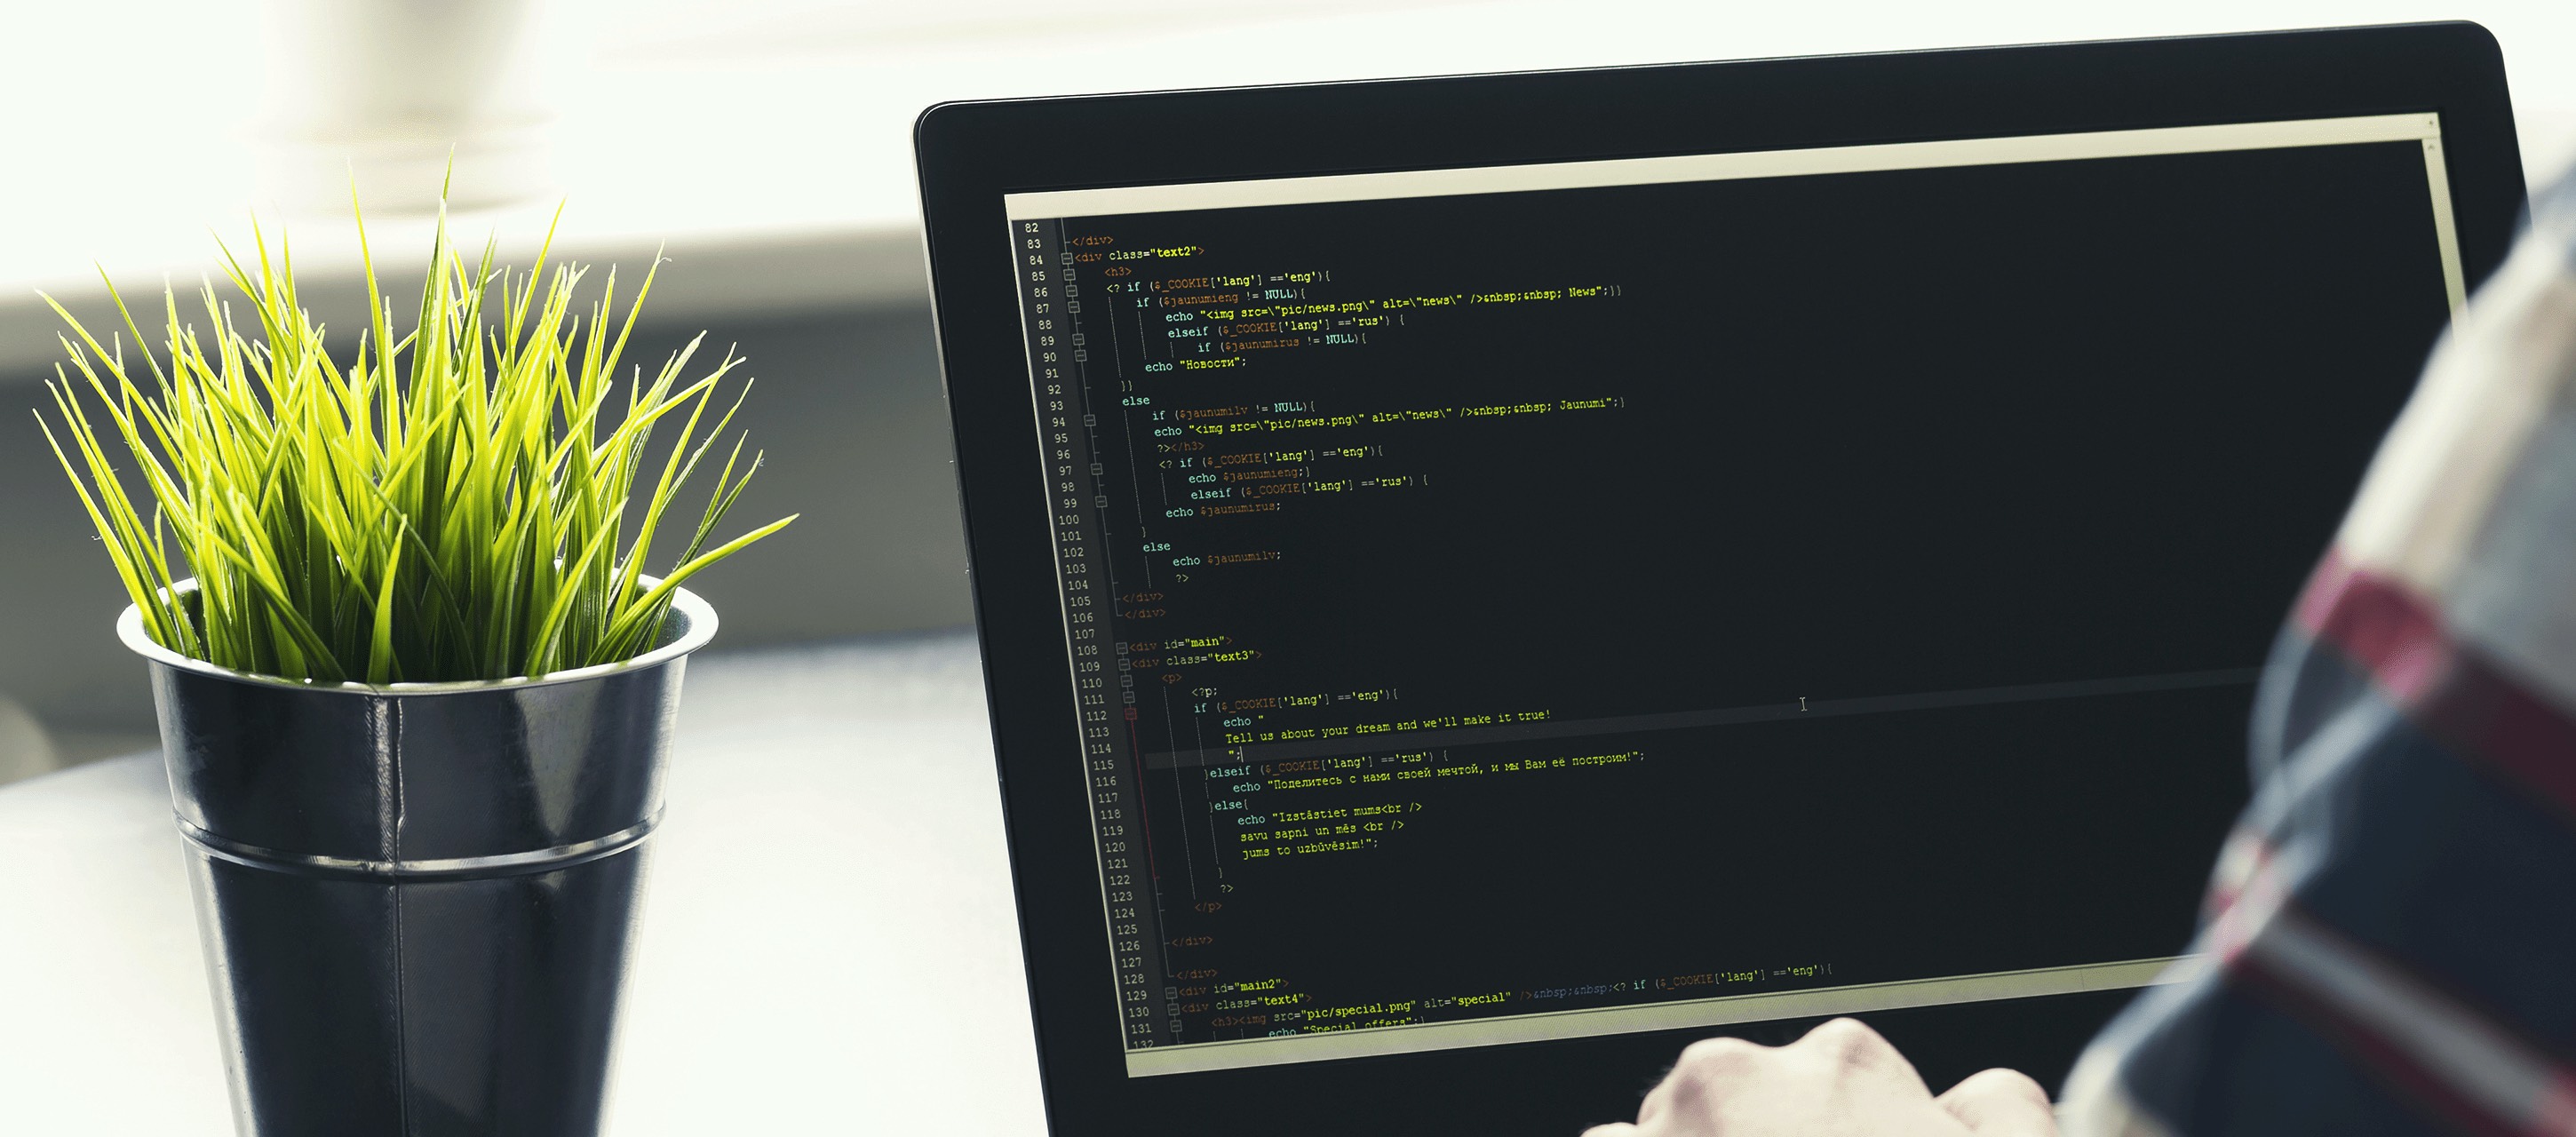 82
83 </div>
84 <div class="text2">
85 <h3>
86 <? if ($_COOKIE['lang'] =='eng'){
87 if ($jaunumieng != NULL){
88 echo "<img src=\"pic/news.png\" alt=\"news\" />&nbsp;&nbsp; News";}}
89 elseif ($_COOKIE['lang'] =='rus') {
90 if ($jaunumirus != NULL){
91 echo "Новости";
92 }}
93 else
94 if ($jaunumilv != NULL){
95 echo "<img src=\"pic/news.png\" alt=\"news\" />&nbsp;&nbsp; Jaunumi";}
96 ?></h3>
97 <? if ($_COOKIE['lang'] =='eng'){
98 echo $jaunumieng;}
99 elseif ($_COOKIE['lang'] =='rus') {
100 echo $jaunumirus;
101 }
102 else
103 echo $jaunumilv;
104 ?>
105 </div>
106 </div>
107
108 <div id="main">
109 <div class="text3">
110 <p>
111 <?p;
112 if ($_COOKIE['lang'] =='eng'){
113 echo "
114 Tell us about your dream and we'll make it true!
115 ";
116 }elseif ($_COOKIE['lang'] =='rus') {
117 echo "Поделитесь с нами своей мечтой, и мы Вам её построим!";
118 }else{
119 echo "Izstāstiet mums<br />
120 savu sapni un mēs <br />
121 jums to uzbūvēsim!";
122 }
123 ?>
124 </p>
125
126 </div>
127
128 </div>
129 <div id="main2">
130 <div class="text4">
131 <h3><img src="pic/special.png" alt="special" />&nbsp;&nbsp;<? if ($_COOKIE['lang'] =='eng'){
132 echo "Special offers";}